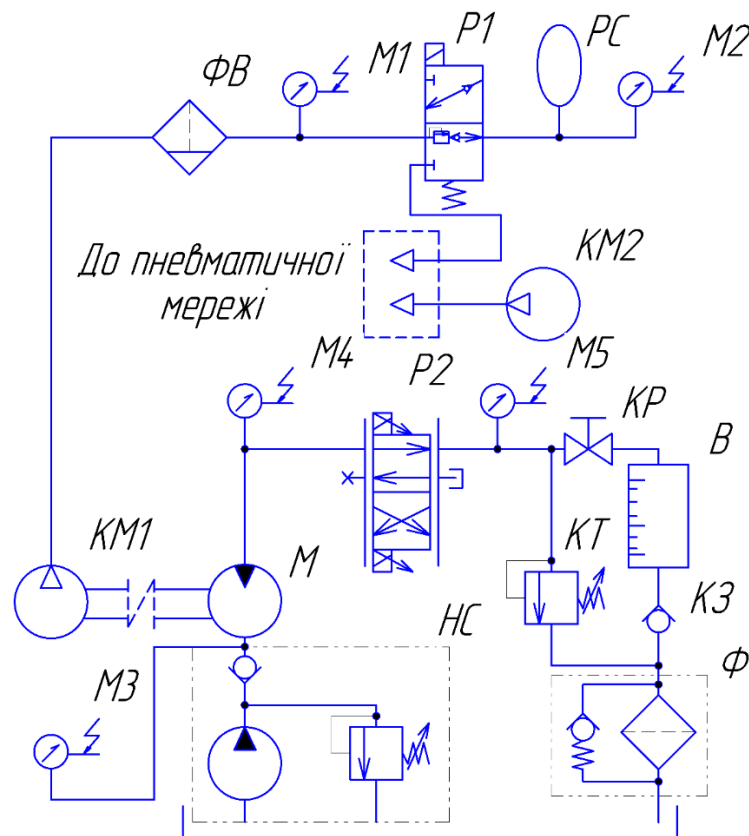 ФВ
М1
Р1
РС
М2
До пневматичної
мережі
КМ2
М4
Р2
М5
КР
В
КМ1
М
КТ
КЗ
НС
Ф
М3